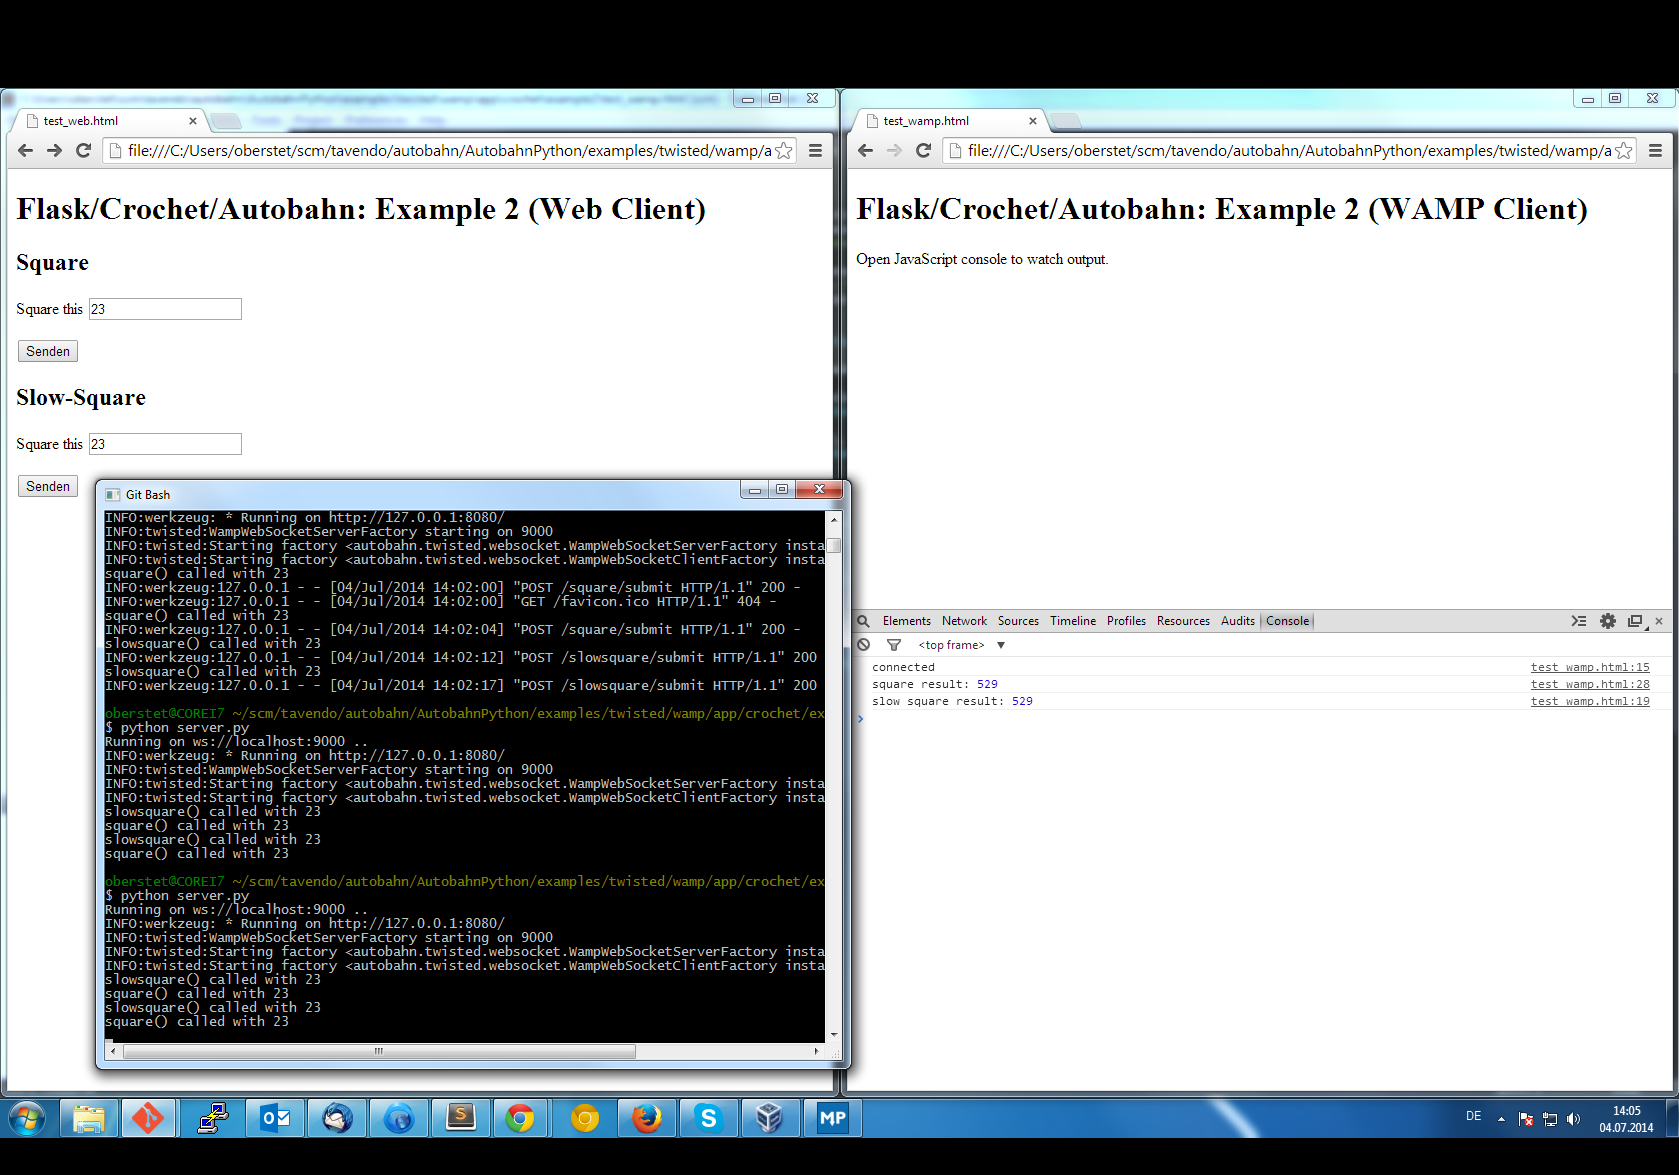 test_web.html
file:///C:/Users/oberstet/scm/tavendo/autobahn/AutobahnPython/examples/twisted/wamp/a
Flask/Crochet/Autobahn: Example 2 (Web Client)
Square
Square this 23
Senden
Slow-Square
Square this 23
Senden
Git Bash
INFO:werkzeug: * Running on http://127.0.0.1:8080/
INFO:twisted:WampWebSocketServerFactory starting on 9000
INFO:twisted:Starting factory <autobahn.twisted.websocket.WampWebSocketServerFactory insta
INFO:twisted:Starting factory <autobahn.twisted.websocket.WampWebSocketClientFactory insta
square() called with 23
INFO:werkzeug:127.0.0.1 - - [04/Jul/2014 14:02:00] "POST /square/submit HTTP/1.1" 200 -
INFO:werkzeug:127.0.0.1 - - [04/Jul/2014 14:02:00] "GET /favicon.ico HTTP/1.1" 404 -
square() called with 23
INFO:werkzeug:127.0.0.1 - - [04/Jul/2014 14:02:04] "POST /square/submit HTTP/1.1" 200 -
slowsquare() called with 23
INFO:werkzeug:127.0.0.1 - - [04/Jul/2014 14:02:12] "POST /slowsquare/submit HTTP/1.1" 200
slowsquare() called with 23
INFO:werkzeug:127.0.0.1 - - [04/Jul/2014 14:02:17] "POST /slowsquare/submit HTTP/1.1" 200
oberstet@COREI7 ~/scm/tavendo/autobahn/AutobahnPython/examples/twisted/wamp/app/crochet/ex
$ python server.py
Running on ws://localhost:9000 ..
INFO:werkzeug: * Running on http://127.0.0.1:8080/
INFO:twisted:WampWebSocketServerFactory starting on 9000
INFO:twisted:Starting factory <autobahn.twisted.websocket.WampWebSocketServerFactory insta
INFO:twisted:Starting factory <autobahn.twisted.websocket.WampWebSocketClientFactory insta
slowsquare() called with 23
square() called with 23
slowsquare() called with 23
square() called with 23
oberstet@COREI7 ~/scm/tavendo/autobahn/AutobahnPython/examples/twisted/wamp/app/crochet/ex
$ python server.py
Running on ws://localhost:9000 ..
INFO:werkzeug: * Running on http://127.0.0.1:8080/
INFO:twisted:WampWebSocketServerFactory starting on 9000
INFO:twisted:Starting factory <autobahn.twisted.websocket.WampWebSocketServerFactory insta
INFO:twisted:Starting factory <autobahn.twisted.websocket.WampWebSocketClientFactory insta
slowsquare() called with 23
square() called with 23
slowsquare() called with 23
square() called with 23
test_wamp.html
file:///C:/Users/oberstet/scm/tavendo/autobahn/AutobahnPython/examples/twisted/wamp/a
Flask/Crochet/Autobahn: Example 2 (WAMP Client)
Open JavaScript console to watch output.
Elements Network Sources Timeline Profiles Resources Audits Console
<top frame>
connected test_wamp.html:15
square result: 529 test_wamp.html:28
slow square result: 529 test_wamp.html:19
MP
DE
14:05
04.07.2014